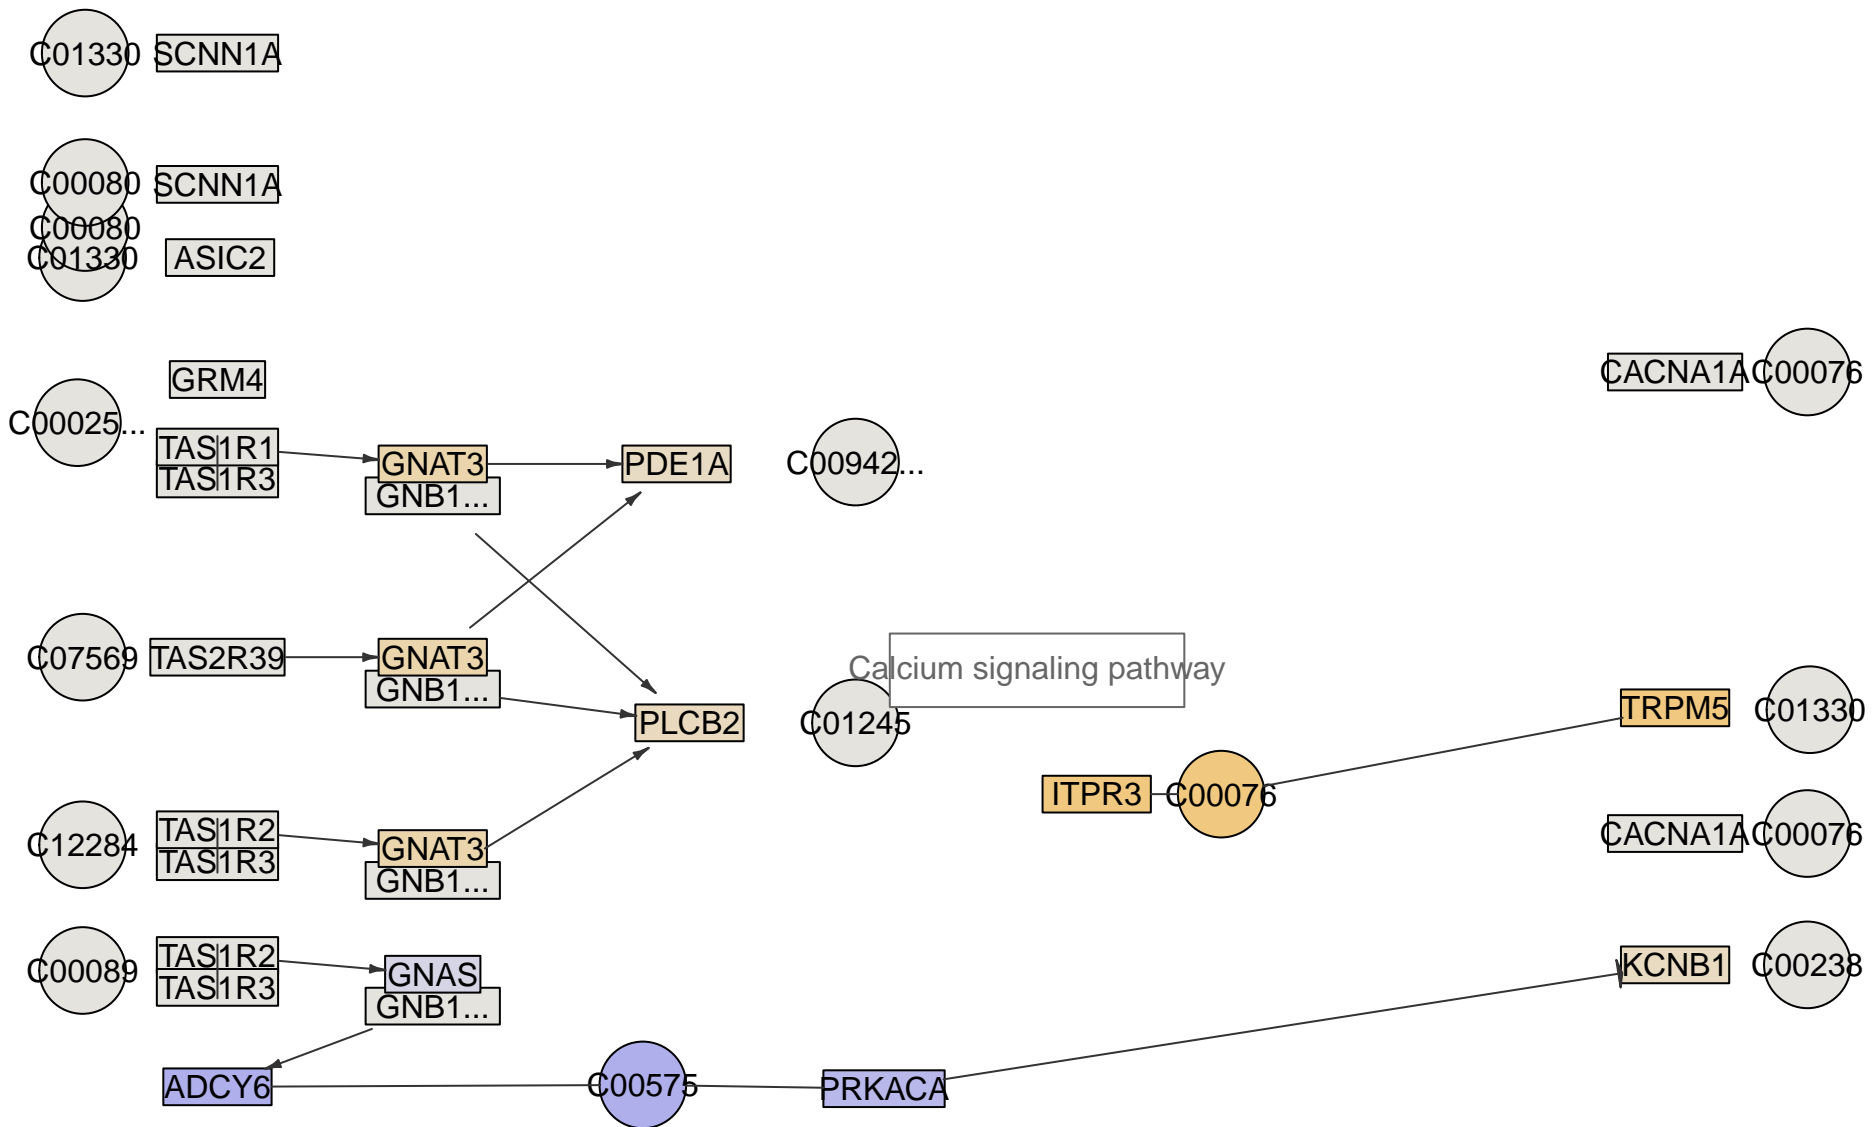 C01330 SCNN1A
C00080 SCNN1A
C00080
C01330 ASIC2
GRM4
CACNA1A C00076
C00025...
TAS1R1
TAS1R3
GNAT3
GNB1...
PDE1A
C00942...
C07569 TAS2R39
GNAT3
GNB1...
PLCB2
C01245
Calcium signaling pathway
TRPM5 C01330
ITPR3 C00076
C12284
TAS1R2
TAS1R3
GNAT3
GNB1...
CACNA1A C00076
C00089
TAS1R2
TAS1R3
GNAS
GNB1...
KCNB1 C00238
ADCY6 C00575 PRKACA